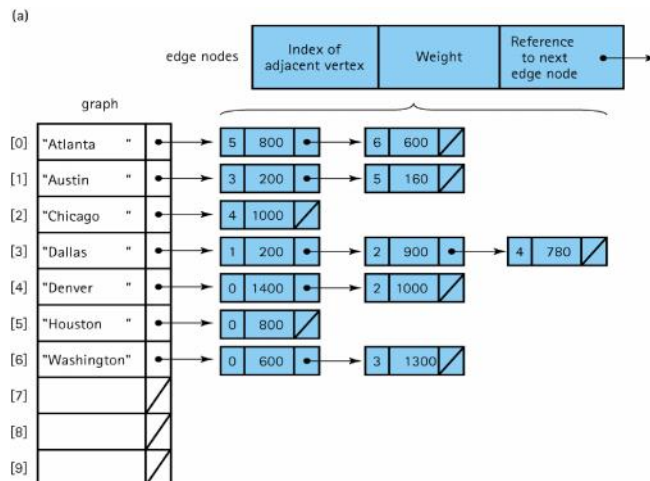 (a)
edge nodes
Index of
adjacent vertex
Weight
Reference
to next
edge node
graph
[0] "Atlanta " 5 800 6 600
[1] "Austin " 3 200 5 160
[2] "Chicago " 4 1000
[3] "Dallas " 1 200 2 900 4 780
[4] "Denver " 0 1400 2 1000
[5] "Houston " 0 800
[6] "Washington" 0 600 3 1300
[7]
[8]
[9]